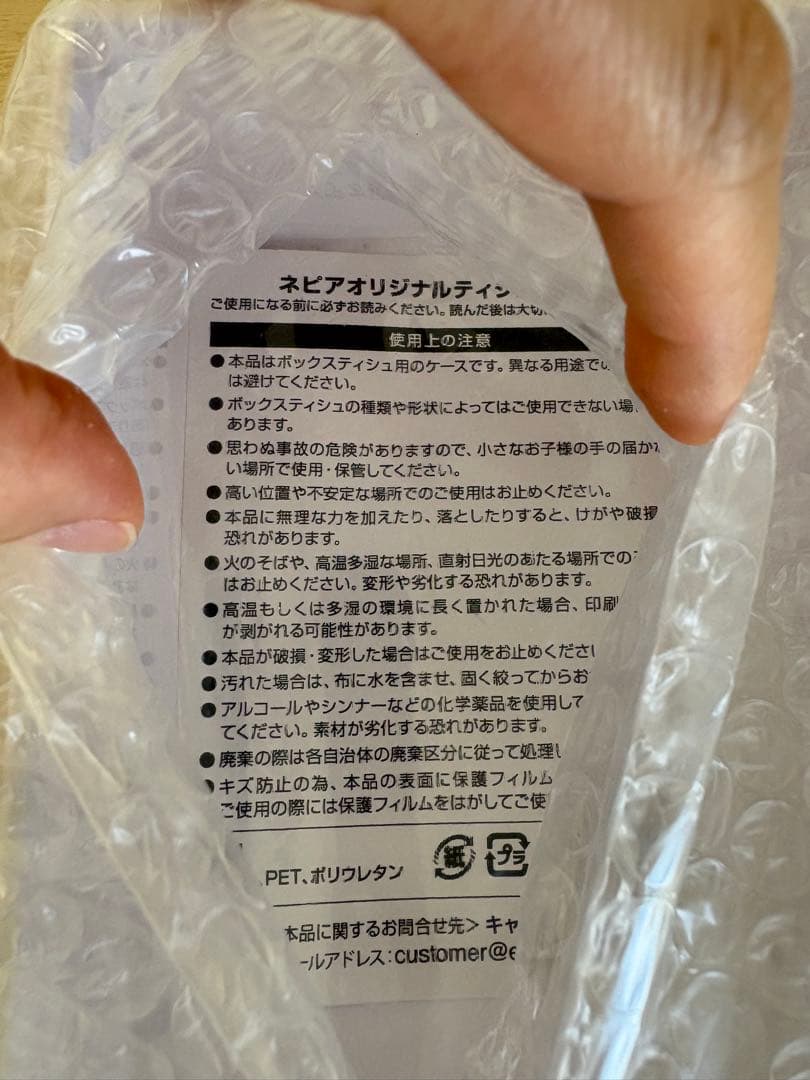 ネピアオリジナルティシ
ご使用になる前に必ずお読みください。読んだ後は大切
使用上の注意
●本品はボックスティシュ用のケースです。異なる用途で
は避けてください。
●ボックスティシュの種類や形状によってはご使用できない場
あります。
●思わぬ事故の危険がありますので、小さなお子様の手の届か
い場所で使用・保管してください。
●高い位置や不安定な場所でのご使用はお止めください。
●本品に無理な力を加えたり、落としたりすると、けがや破損
恐れがあります。
●火のそばや、高温多湿な場所、直射日光のあたる場所での
はお止めください。変形や劣化する恐れがあります。
●高温もしくは多湿の環境に長く置かれた場合、印刷
が剥がれる可能性があります。
●本品が破損・変形した場合はご使用をお止めくださ
●汚れた場合は、布に水を含ませ、固く絞ってからお
●アルコールやシンナーなどの化学薬品を使用して
てください。素材が劣化する恐れがあります。
●廃棄の際は各自治体の廃棄区分に従って処理
●キズ防止の為、本品の表面に保護フィルム
ご使用の際には保護フィルムをはがしてご使
、PET、ポリウレタン 紙 プラ
本品に関するお問合せ先＞ キャ
ールアドレス：customer@e